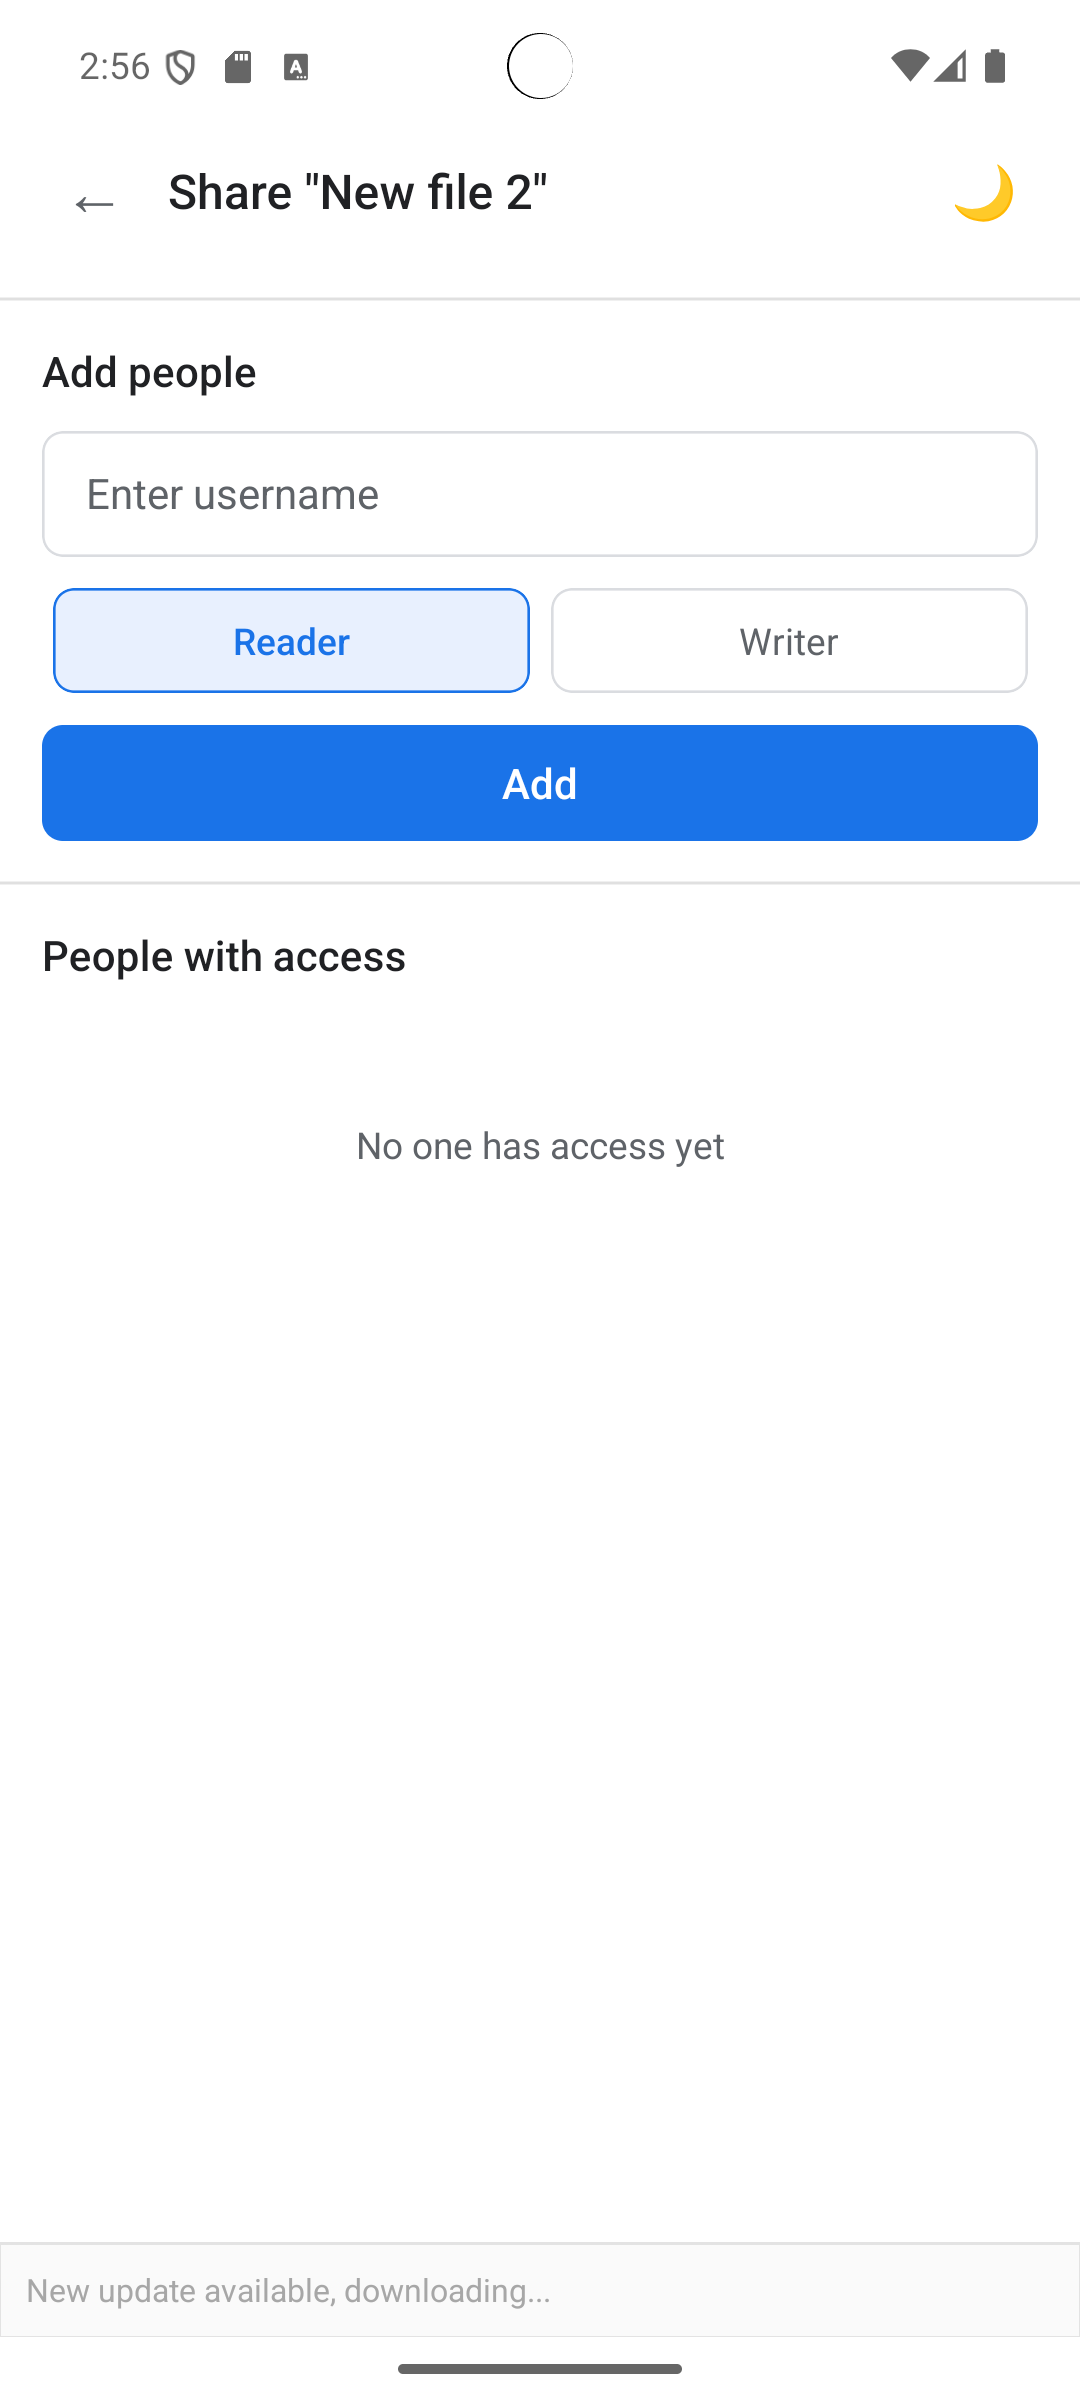 2:56
Share "New file 2"
Add people
Enter username
Reader
Writer
Add
People with access
No one has access yet
New update available, downloading...